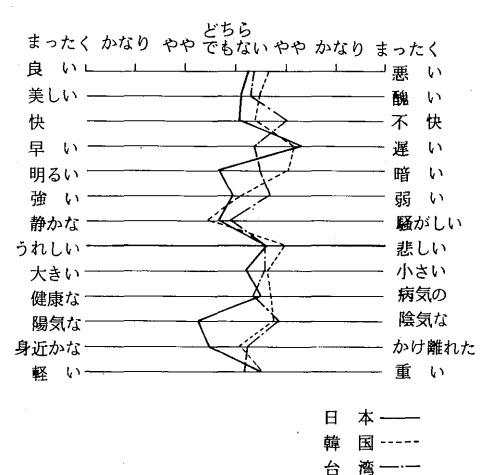 まったく かなり やや どちらでもない やや かなり まったく
良い 悪い
美しい 醜い
快 不快
早い 遅い
明るい 暗い
強い 弱い
静かな 騒がしい
うれしい 悲しい
大きい 小さい
健康な 病気の
陽気な 陰気な
身近かな かけ離れた
軽い 重い
日本
韓国
台湾